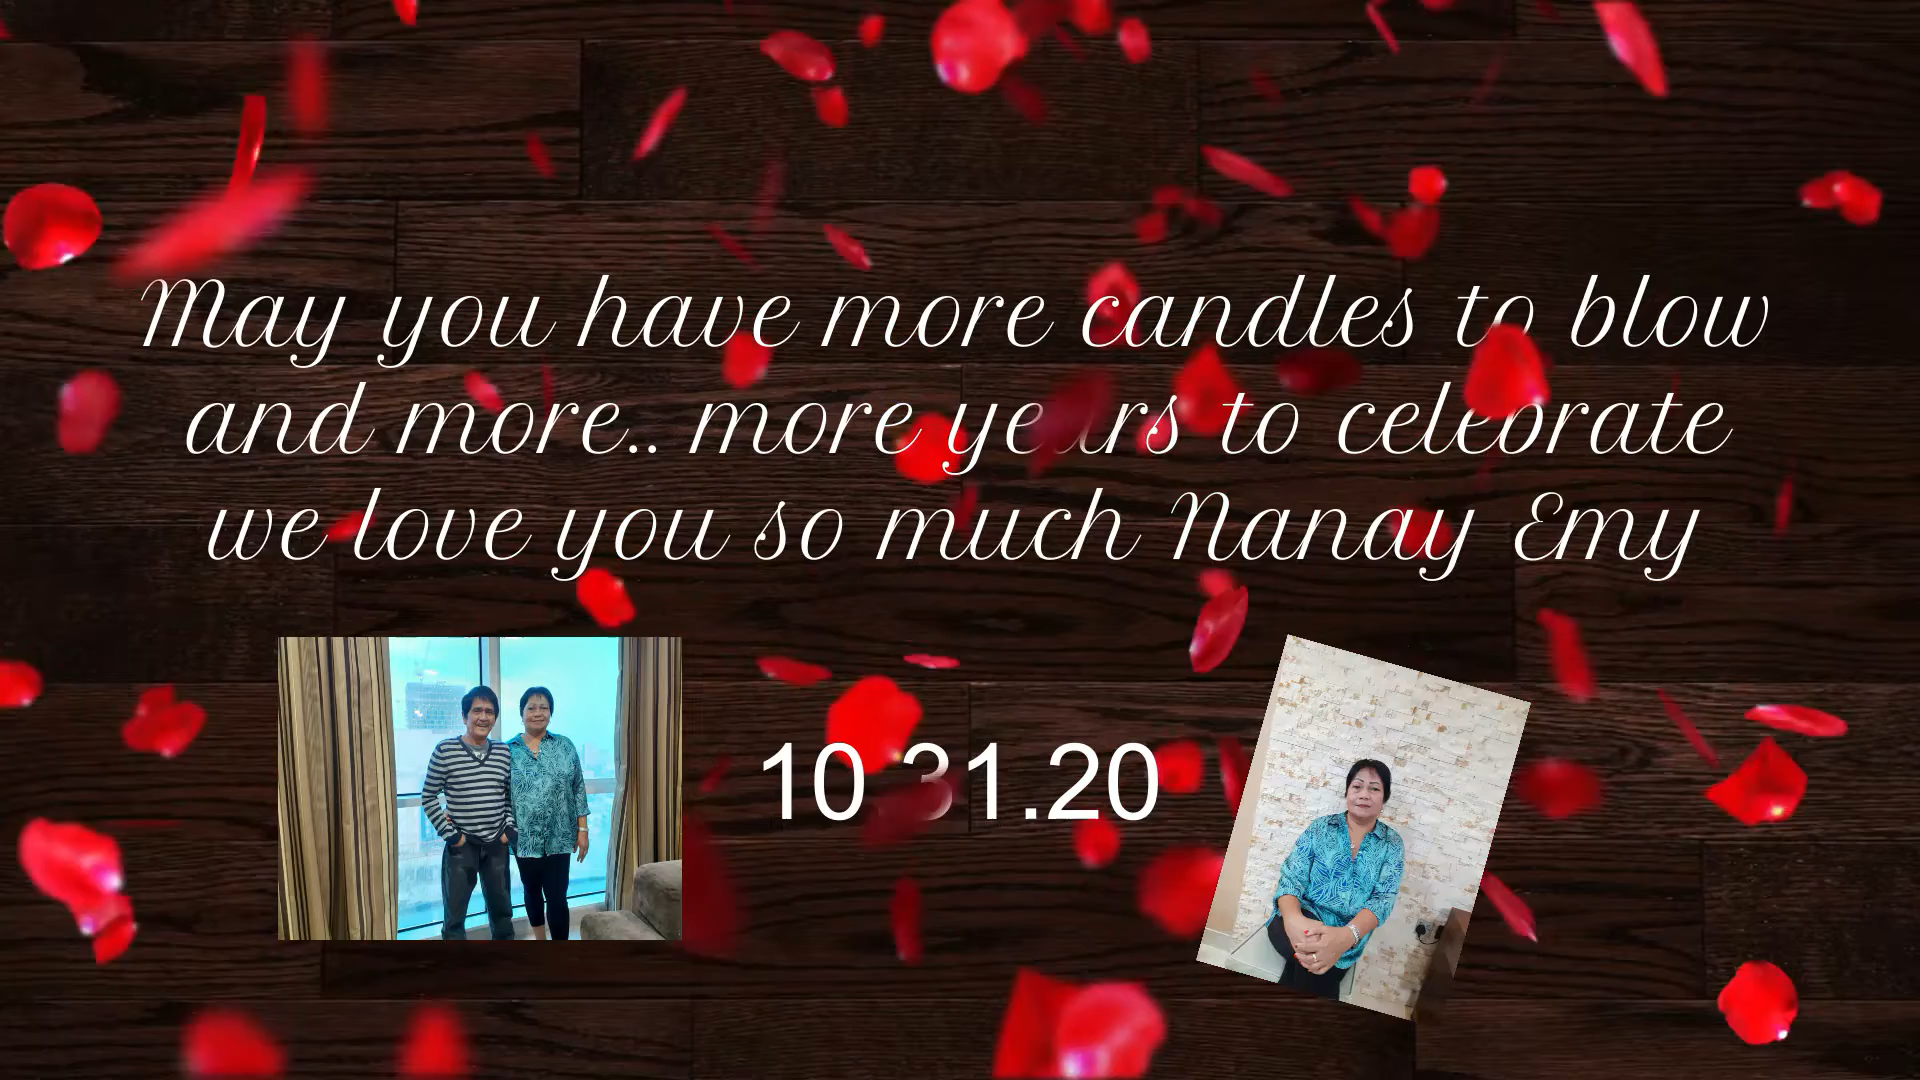 May you have more candles to blow
and more.. more years to celebrate
we love you so much Nanay Emy
10.31.20